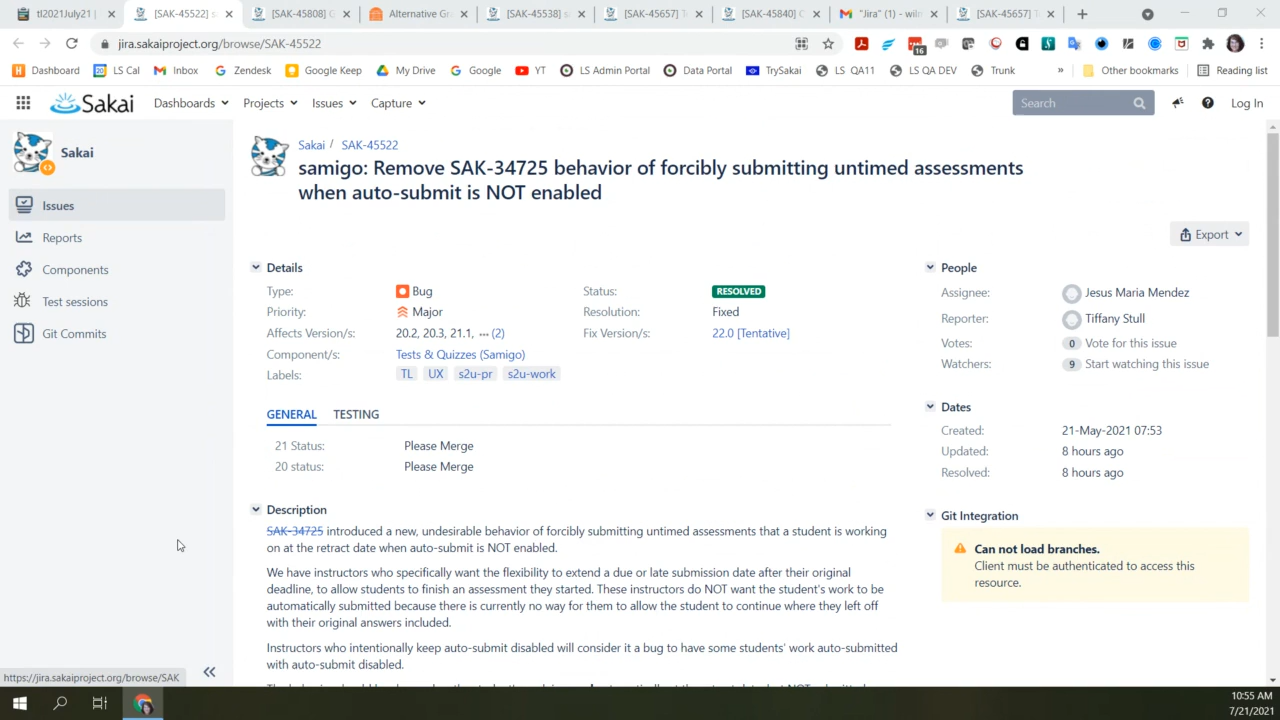 tl2021July21
[SAK-45522] s
[SAK-45808] G
Alternative Gr
[SAK-45538] s
[SAK-45657] T
[SAK-45840] C
"Jira" (1) - wilm
[SAK-45657] T
jira.sakaiproject.org/browse/SAK-45522
16
Dashboard
LS Cal
Inbox
Zendesk
Google Keep
My Drive
Google
YT
LS Admin Portal
Data Portal
TrySakai
LS QA11
LS QA DEV
Trunk
»
Other bookmarks
Reading list
Sakai
Dashboards
Projects
Issues
Capture
Search
Log In
Sakai
Issues
Reports
Components
Test sessions
Git Commits
Sakai / SAK-45522
samigo: Remove SAK-34725 behavior of forcibly submitting untimed assessments
when auto-submit is NOT enabled
Export
Details
Type: Bug
Status: RESOLVED
Priority: Major
Resolution: Fixed
Affects Version/s: 20.2, 20.3, 21.1, ... (2)
Fix Version/s: 22.0 [Tentative]
Component/s: Tests & Quizzes (Samigo)
Labels: TL UX s2u-pr s2u-work
GENERAL TESTING
21 Status: Please Merge
20 status: Please Merge
Description
SAK-34725 introduced a new, undesirable behavior of forcibly submitting untimed assessments that a student is working
on at the retract date when auto-submit is NOT enabled.
We have instructors who specifically want the flexibility to extend a due or late submission date after their original
deadline, to allow students to finish an assessment they started. These instructors do NOT want the student's work to be
automatically submitted because there is currently no way for them to allow the student to continue where they left off
with their original answers included.
Instructors who intentionally keep auto-submit disabled will consider it a bug to have some students' work auto-submitted
with auto-submit disabled.
People
Assignee: Jesus Maria Mendez
Reporter: Tiffany Stull
Votes: 0 Vote for this issue
Watchers: 9 Start watching this issue
Dates
Created: 21-May-2021 07:53
Updated: 8 hours ago
Resolved: 8 hours ago
Git Integration
Can not load branches.
Client must be authenticated to access this
resource.
https://jira.sakaiproject.org/browse/SAK
10:55 AM
7/21/2021